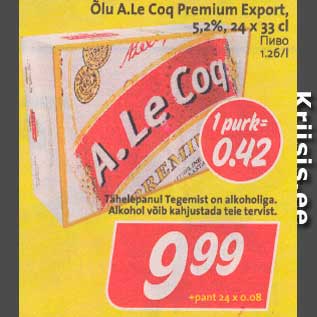 Õlu A.Le Coq Premium Export,
5,2%, 24 x 33 cl
Пиво
1.26/l
A.Le Coq
PREMIUM
1 purk=
0.42
Tähelepanu! Tegemist on alkoholiga.
Alkohol võib kahjustada teie tervist.
9.99
+pant 24 x 0.08
Kriisis.ee